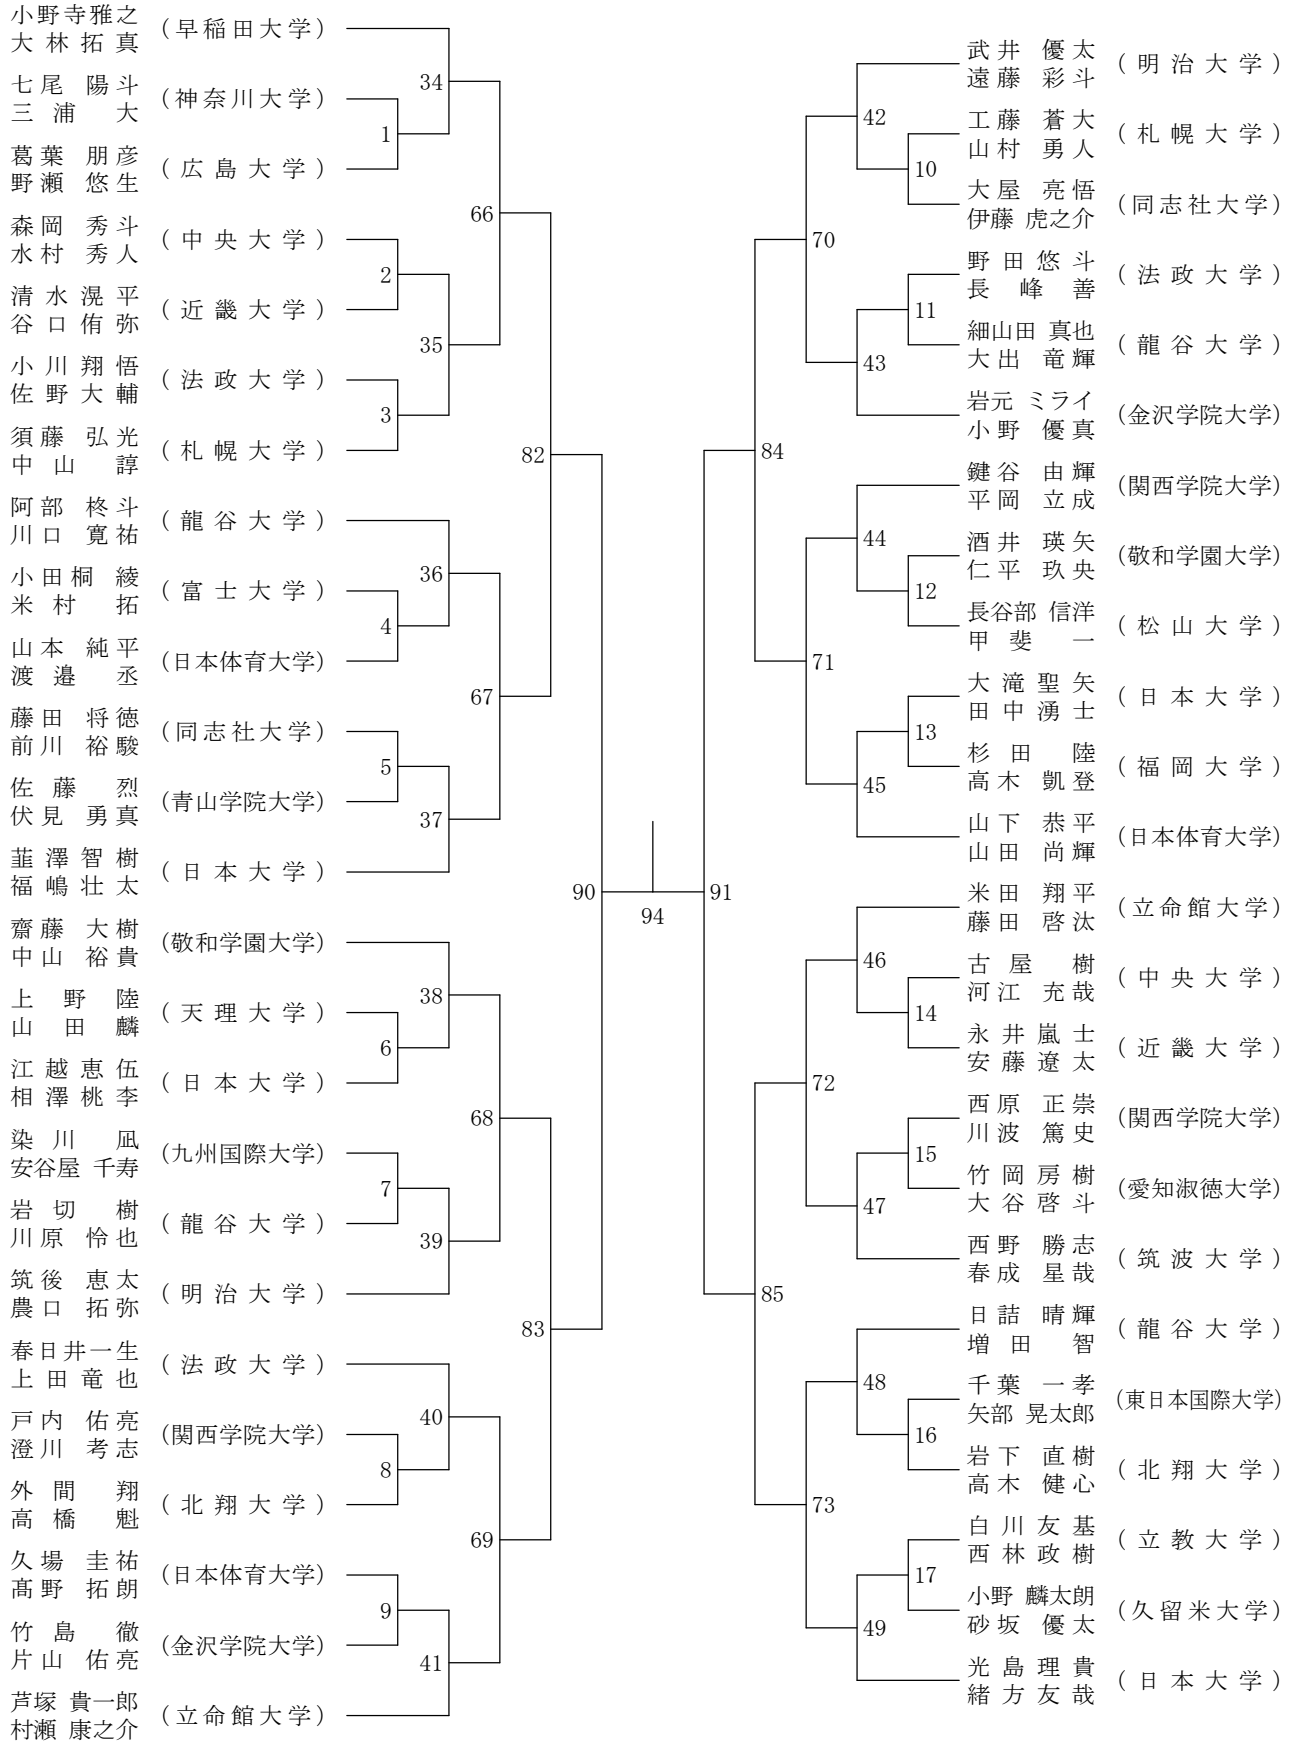 小野寺雅之
大林拓真 (早稲田大学)
七尾 陽斗
三浦 大 (神奈川大学)
葛葉 朋彦
野瀬 悠生 (広島大学)
森岡 秀斗
水村 秀人 (中央大学)
清水滉平
谷口侑弥 (近畿大学)
小川翔悟
佐野大輔 (法政大学)
須藤 弘光
中山 諄 (札幌大学)
阿部 柊斗
川口 寛祐 (龍谷大学)
小田桐 綾
米村 拓 (富士大学)
山本 純平
渡邉 丞 (日本体育大学)
藤田 将徳
前川 裕駿 (同志社大学)
佐藤 烈
伏見 勇真 (青山学院大学)
韮澤智樹
福嶋壮太 (日本大学)
齋藤 大樹
中山 裕貴 (敬和学園大学)
上野 陸
山田 麟 (天理大学)
江越恵伍
相澤桃李 (日本大学)
染川 凪
安谷屋 千寿 (九州国際大学)
岩切 樹
川原 怜也 (龍谷大学)
筑後 恵太
農口 拓弥 (明治大学)
春日井一生
上田竜也 (法政大学)
戸内 佑亮
澄川 考志 (関西学院大学)
外間 翔
高橋 魁 (北翔大学)
久場 圭祐
髙野 拓朗 (日本体育大学)
竹島 徹
片山 佑亮 (金沢学院大学)
芦塚 貴一郎
村瀬 康之介 (立命館大学)
34
1
66
2
35
3
82
36
4
67
5
37
90
38
6
68
7
39
83
40
8
69
9
41
94
91
42
10
70
11
43
84
44
12
71
13
45
46
14
72
15
47
85
48
16
73
17
49
武井 優太
遠藤 彩斗 (明治大学)
工藤 蒼大
山村 勇人 (札幌大学)
大屋 亮悟
伊藤 虎之介 (同志社大学)
野田悠斗
長峰 善 (法政大学)
細山田 真也
大出 竜輝 (龍谷大学)
岩元 ミライ
小野 優真 (金沢学院大学)
鍵谷 由輝
平岡 立成 (関西学院大学)
酒井 瑛矢
仁平 玖央 (敬和学園大学)
長谷部 信洋
甲斐 一 (松山大学)
大滝聖矢
田中湧士 (日本大学)
杉田 陸
高木 凱登 (福岡大学)
山下 恭平
山田 尚輝 (日本体育大学)
米田 翔平
藤田 啓汰 (立命館大学)
古屋 樹
河江 充哉 (中央大学)
永井嵐士
安藤遼太 (近畿大学)
西原 正崇
川波 篤史 (関西学院大学)
竹岡房樹
大谷啓斗 (愛知淑徳大学)
西野 勝志
春成 星哉 (筑波大学)
日詰 晴輝
増田 智 (龍谷大学)
千葉 一孝
矢部 晃太郎 (東日本国際大学)
岩下 直樹
高木 健心 (北翔大学)
白川友基
西林政樹 (立教大学)
小野 麟太朗
砂坂 優太 (久留米大学)
光島理貴
緒方友哉 (日本大学)